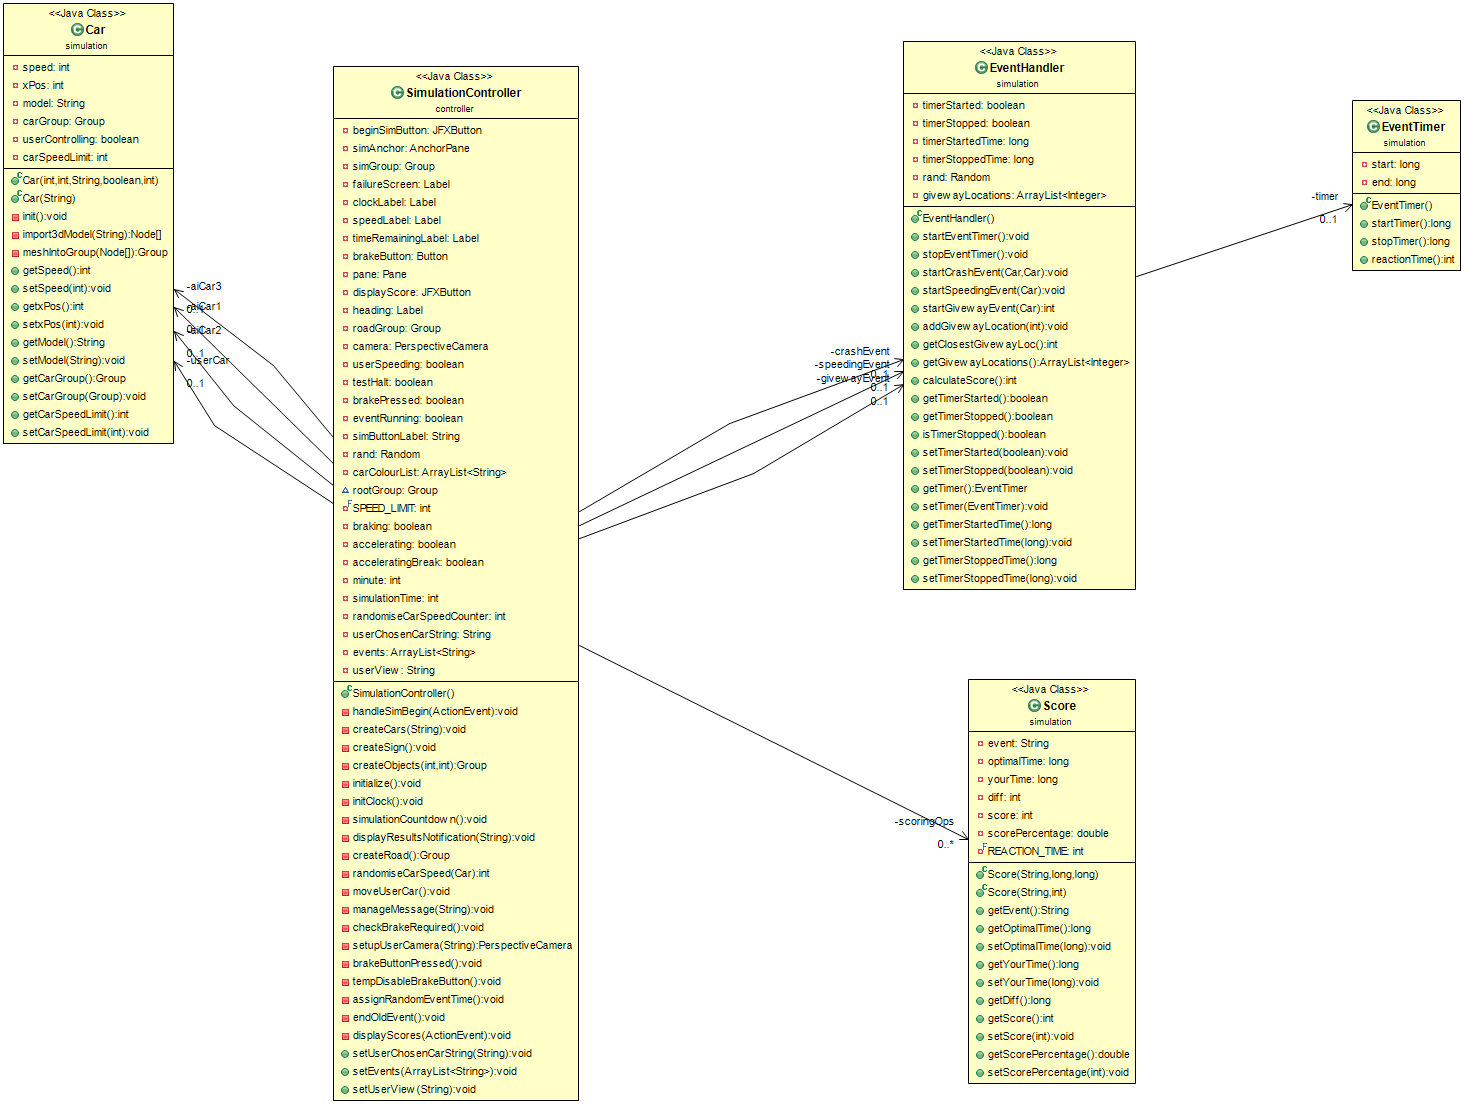 <<Java Class>>
Car
simulation
speed: int
xPos: int
model: String
carGroup: Group
userControlling: boolean
carSpeedLimit: int
Car(int,int,String,boolean,int)
Car(String)
init():void
import3dModel(String):Node[]
meshIntoGroup(Node[]):Group
getSpeed():int
setSpeed(int):void
getxPos():int
setxPos(int):void
getModel():String
setModel(String):void
getCarGroup():Group
setCarGroup(Group):void
getCarSpeedLimit():int
setCarSpeedLimit(int):void
-aiCar3
0..1
-aiCar1
0..1
-aiCar2
0..1
-userCar
0..1
<<Java Class>>
SimulationController
controller
beginSimButton: JFXButton
simAnchor: AnchorPane
simGroup: Group
failureScreen: Label
clockLabel: Label
speedLabel: Label
timeRemainingLabel: Label
brakeButton: Button
pane: Pane
displayScore: JFXButton
heading: Label
roadGroup: Group
camera: PerspectiveCamera
userSpeeding: boolean
testHalt: boolean
brakePressed: boolean
eventRunning: boolean
simButtonLabel: String
rand: Random
carColourList: ArrayList<String>
rootGroup: Group
SPEED_LIMIT: int
braking: boolean
accelerating: boolean
acceleratingBreak: boolean
minute: int
simulationTime: int
randomiseCarSpeedCounter: int
userChosenCarString: String
events: ArrayList<String>
userView: String
SimulationController()
handleSimBegin(ActionEvent):void
createCars(String):void
createSign():void
createObjects(int,int):Group
initialize():void
initClock():void
simulationCountdown():void
displayResultsNotification(String):void
createRoad():Group
randomiseCarSpeed(Car):int
moveUserCar():void
manageMessage(String):void
checkBrakeRequired():void
setupUserCamera(String):PerspectiveCamera
brakeButtonPressed():void
tempDisableBrakeButton():void
assignRandomEventTime():void
endOldEvent():void
displayScores(ActionEvent):void
setUserChosenCarString(String):void
setEvents(ArrayList<String>):void
setUserView(String):void
-crashEvent
0..1
-speedingEvent
0..1
-givewayEvent
0..1
<<Java Class>>
EventHandler
simulation
timerStarted: boolean
timerStopped: boolean
timerStartedTime: long
timerStoppedTime: long
rand: Random
givewayLocations: ArrayList<Integer>
EventHandler()
startEventTimer():void
stopEventTimer():void
startCrashEvent(Car,Car):void
startSpeedingEvent(Car):void
startGivewayEvent(Car):int
addGivewayLocation(int):void
getClosestGivewayLoc():int
getGivewayLocations():ArrayList<Integer>
calculateScore():int
getTimerStarted():boolean
getTimerStopped():boolean
isTimerStopped():boolean
setTimerStarted(boolean):void
setTimerStopped(boolean):void
getTimer():EventTimer
setTimer(EventTimer):void
getTimerStartedTime():long
setTimerStartedTime(long):void
getTimerStoppedTime():long
setTimerStoppedTime(long):void
-timer
0..1
<<Java Class>>
EventTimer
simulation
start: long
end: long
EventTimer()
startTimer():long
stopTimer():long
reactionTime():int
-scoringOps
0..*
<<Java Class>>
Score
simulation
event: String
optimalTime: long
yourTime: long
diff: int
score: int
scorePercentage: double
REACTION_TIME: int
Score(String,long,long)
Score(String,int)
getEvent():String
getOptimalTime():long
setOptimalTime(long):void
getYourTime():long
setYourTime(long):void
getDiff():long
getScore():int
setScore(int):void
getScorePercentage():double
setScorePercentage(int):void